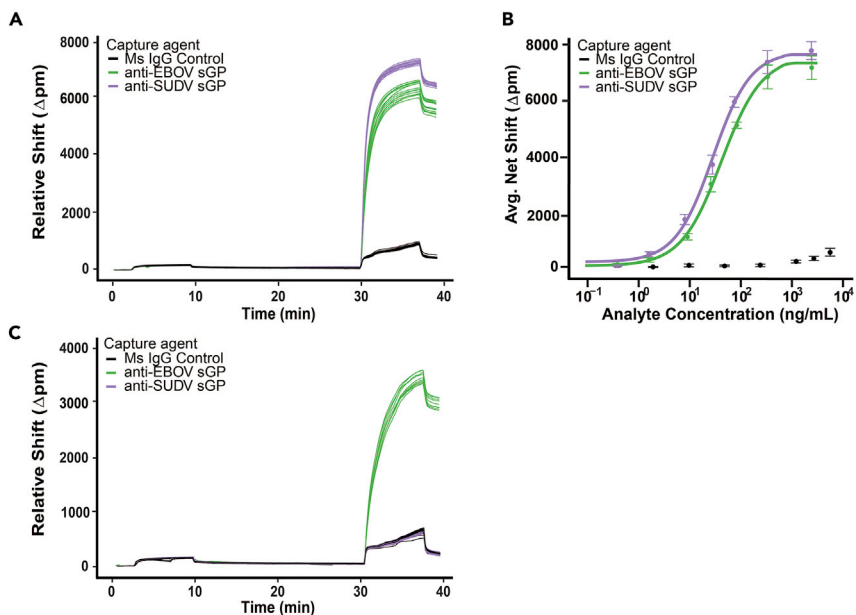 A
Capture agent
Ms IgG Control
anti-EBOV sGP
anti-SUDV sGP
8000
6000
4000
2000
0
Relative Shift (Δpm)
0
10
20
30
40
Time (min)
B
Capture agent
Ms IgG Control
anti-EBOV sGP
anti-SUDV sGP
8000
6000
4000
2000
0
Avg. Net Shift (Δpm)
10⁻¹
10⁰
10¹
10²
10³
10⁴
Analyte Concentration (ng/mL)
C
Capture agent
Ms IgG Control
anti-EBOV sGP
anti-SUDV sGP
4000
3000
2000
1000
0
Relative Shift (Δpm)
0
10
20
30
40
Time (min)